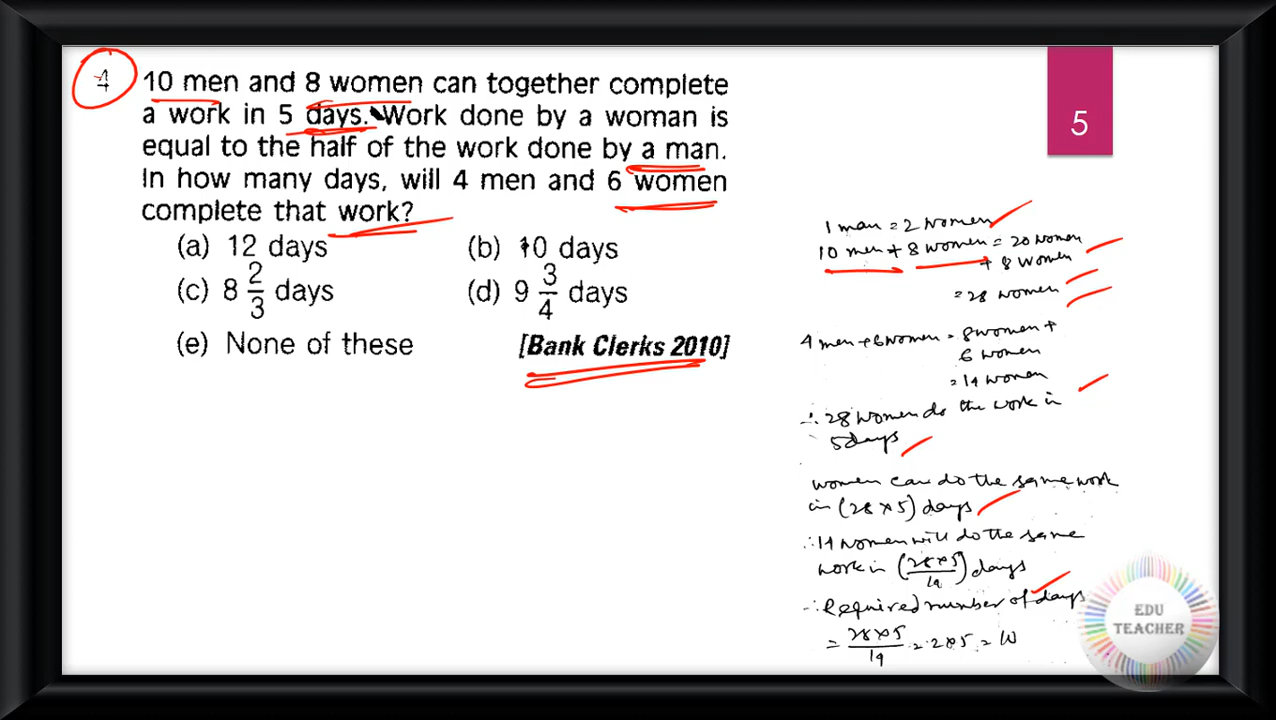 4
10 men and 8 women can together complete
a work in 5 days. Work done by a woman is
equal to the half of the work done by a man.
In how many days, will 4 men and 6 women
complete that work?
(a) 12 days (b) 10 days
(c) 8 2/3 days (d) 9 3/4 days
(e) None of these [Bank Clerks 2010]
5
1 man = 2 women
10 men + 8 women = 20 women
+ 8 women
= 28 women
4 men + 6 women = 8 women +
6 women
= 14 women
∴ 28 women do the work in
5 days
women can do the same work
in (28 × 5) days
∴ 14 women will do the same
work in (28×5/14) days
∴ Required number of days
= 28×5/14 = 2×5 = 10
EDU
TEACHER